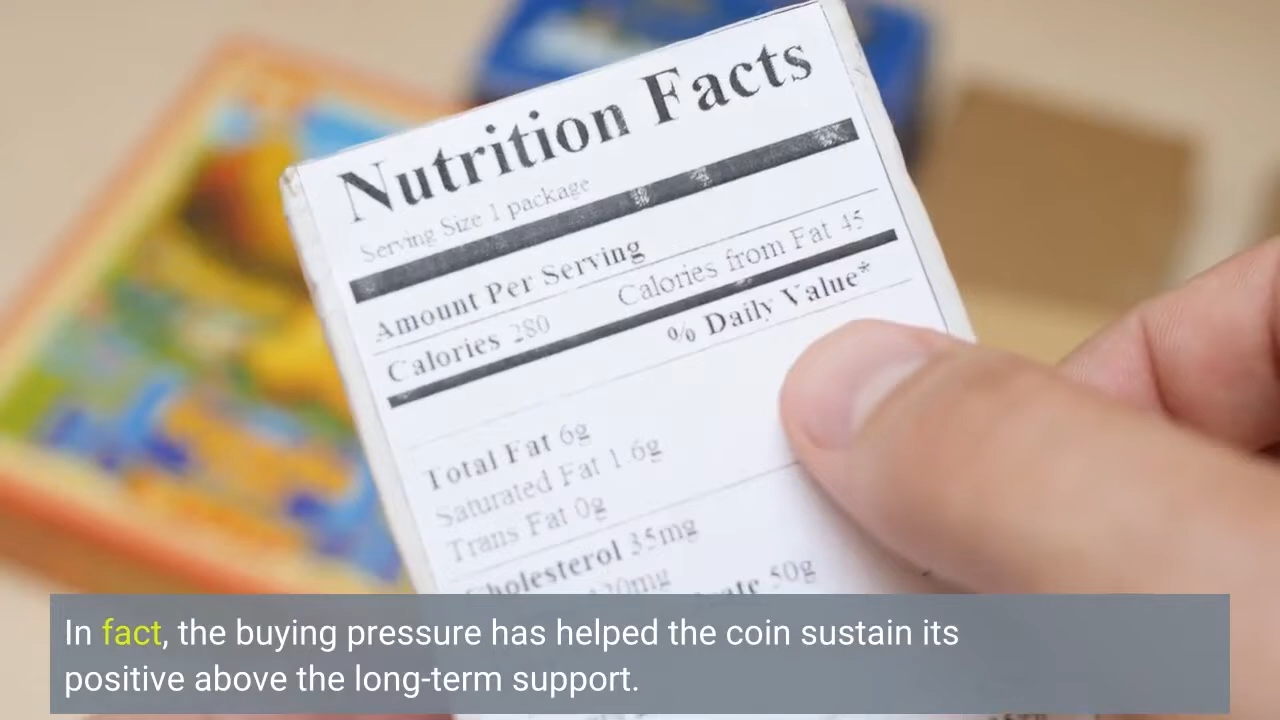 Nutrition Facts
Serving Size 1 package
Amount Per Serving
Calories 280 Calories from Fat 45
% Daily Value*
Total Fat 6g
Saturated Fat 1.6g
Trans Fat 0g
Cholesterol 35mg
50g
In fact, the buying pressure has helped the coin sustain its
positive above the long-term support.